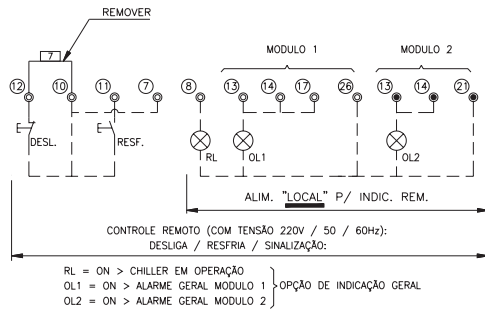 REMOVER
7
MODULO 1
MODULO 2
12 10 11 7 8 13 14 17 26 13 14 21
DESL. RESF. RL OL1 OL2
ALIM. "LOCAL" P/ INDIC. REM.
CONTROLE REMOTO (COM TENSÃO 220V / 50 / 60Hz):
DESLIGA / RESFRIA / SINALIZAÇÃO:
RL = ON > CHILLER EM OPERAÇÃO
OL1 = ON > ALARME GERAL MODULO 1
OL2 = ON > ALARME GERAL MODULO 2
OPÇÃO DE INDICAÇÃO GERAL